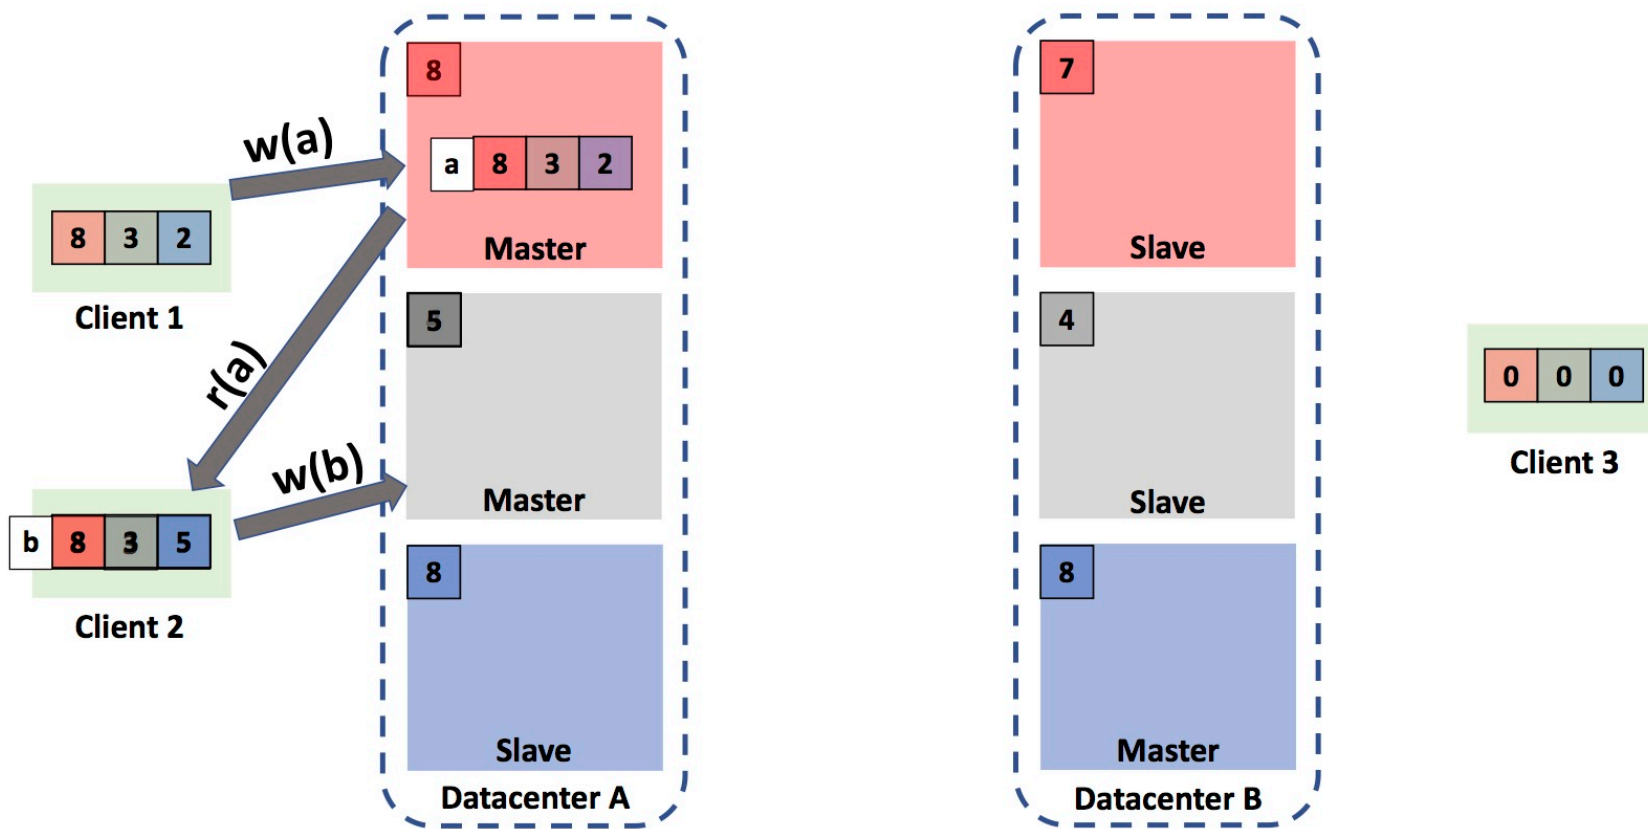 w(a)
8 3 2
Client 1
r(a)
w(b)
b 8 3 5
Client 2
8
a 8 3 2
Master
5
Master
8
Slave
Datacenter A
7
Slave
4
Slave
8
Master
Datacenter B
0 0 0
Client 3